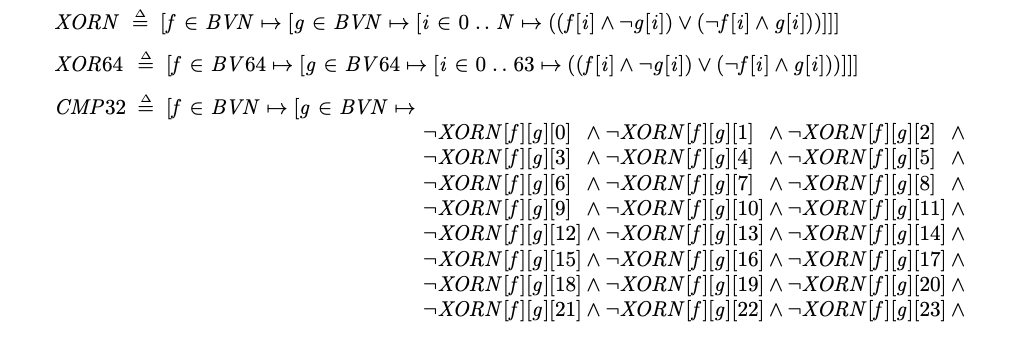 XORN ≜ [f ∈ BVN ↦ [g ∈ BVN ↦ [i ∈ 0 .. N ↦ ((f[i] ∧ ¬g[i]) ∨ (¬f[i] ∧ g[i]))]]]
XOR64 ≜ [f ∈ BV64 ↦ [g ∈ BV64 ↦ [i ∈ 0 .. 63 ↦ ((f[i] ∧ ¬g[i]) ∨ (¬f[i] ∧ g[i]))]]]
CMP32 ≜ [f ∈ BVN ↦ [g ∈ BVN ↦
¬XORN[f][g][0] ∧ ¬XORN[f][g][1] ∧ ¬XORN[f][g][2] ∧
¬XORN[f][g][3] ∧ ¬XORN[f][g][4] ∧ ¬XORN[f][g][5] ∧
¬XORN[f][g][6] ∧ ¬XORN[f][g][7] ∧ ¬XORN[f][g][8] ∧
¬XORN[f][g][9] ∧ ¬XORN[f][g][10] ∧ ¬XORN[f][g][11] ∧
¬XORN[f][g][12] ∧ ¬XORN[f][g][13] ∧ ¬XORN[f][g][14] ∧
¬XORN[f][g][15] ∧ ¬XORN[f][g][16] ∧ ¬XORN[f][g][17] ∧
¬XORN[f][g][18] ∧ ¬XORN[f][g][19] ∧ ¬XORN[f][g][20] ∧
¬XORN[f][g][21] ∧ ¬XORN[f][g][22] ∧ ¬XORN[f][g][23] ∧